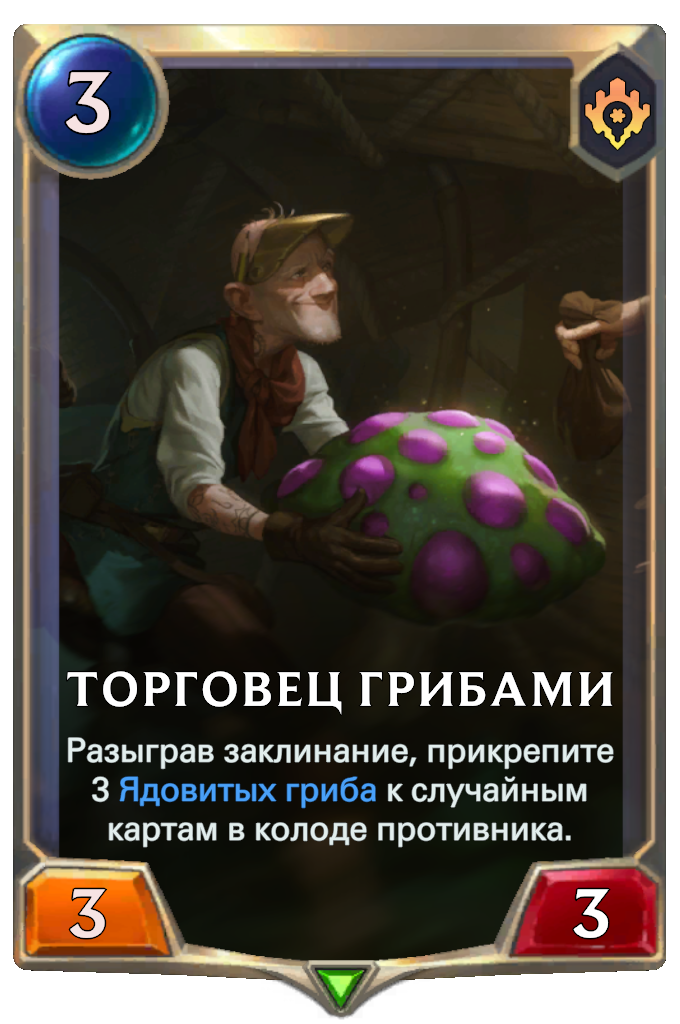 3
ТОРГОВЕЦ ГРИБАМИ
Разыграв заклинание, прикрепите
3 Ядовитых гриба к случайным
картам в колоде противника.
3
3